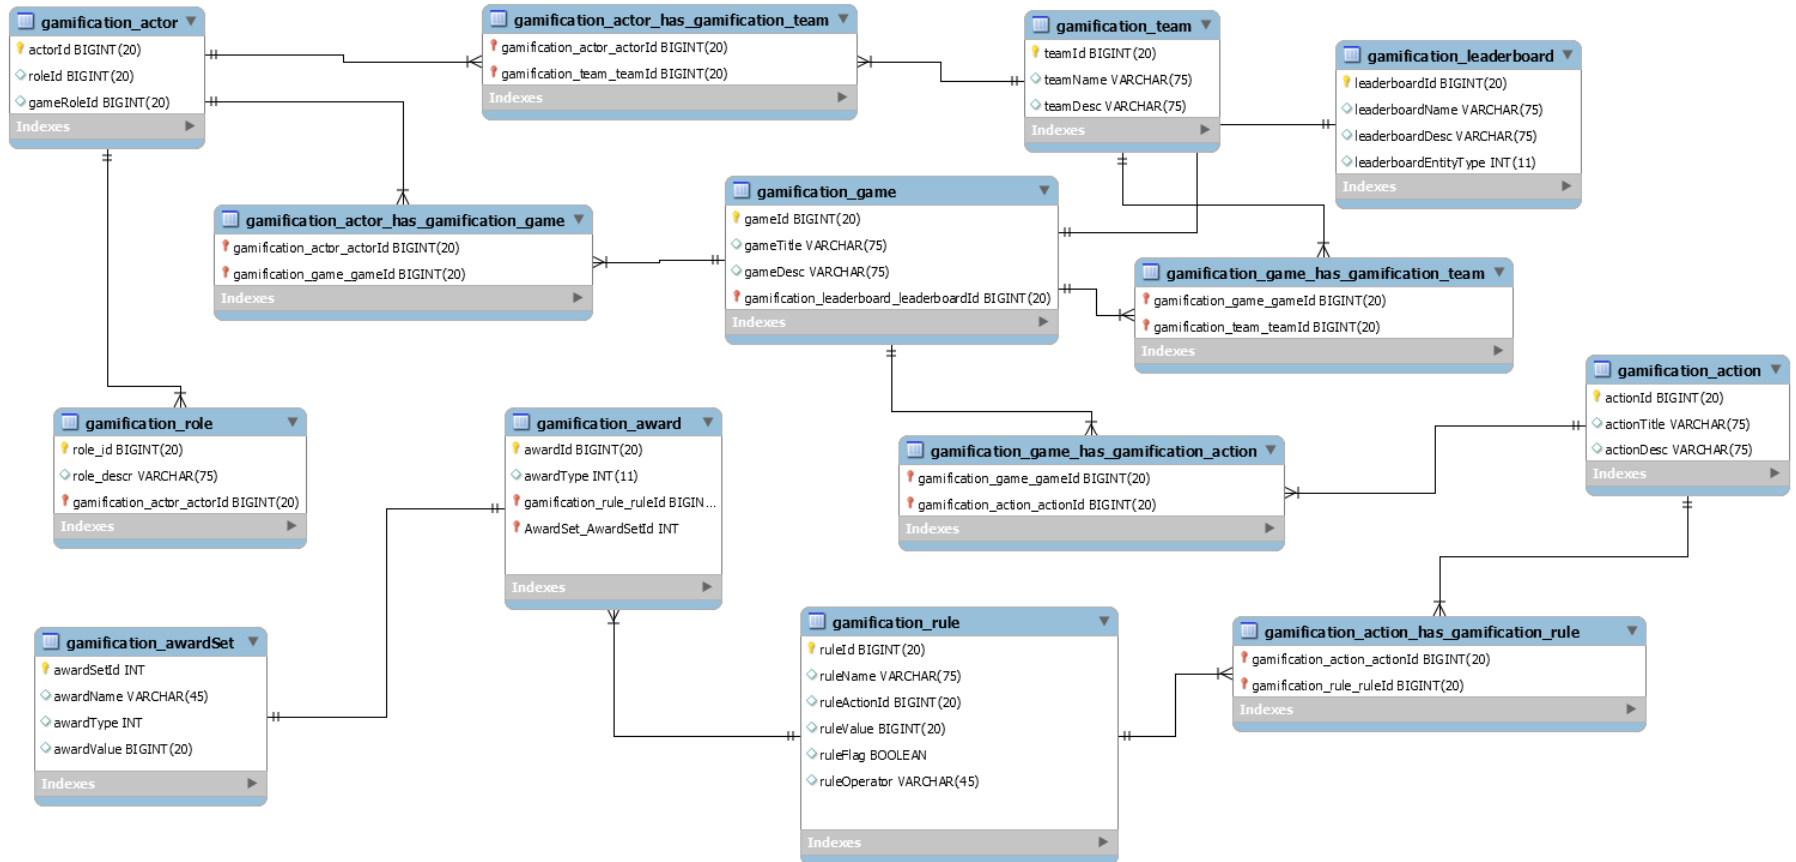 gamification_actor
actorId BIGINT(20)
roleId BIGINT(20)
gameRoleId BIGINT(20)
Indexes
gamification_actor_has_gamification_team
gamification_actor_actorId BIGINT(20)
gamification_team_teamId BIGINT(20)
Indexes
gamification_team
teamId BIGINT(20)
teamName VARCHAR(75)
teamDesc VARCHAR(75)
Indexes
gamification_leaderboard
leaderboardId BIGINT(20)
leaderboardName VARCHAR(75)
leaderboardDesc VARCHAR(75)
leaderboardEntityType INT(11)
Indexes
gamification_actor_has_gamification_game
gamification_actor_actorId BIGINT(20)
gamification_game_gameId BIGINT(20)
Indexes
gamification_game
gameId BIGINT(20)
gameTitle VARCHAR(75)
gameDesc VARCHAR(75)
gamification_leaderboard_leaderboardId BIGINT(20)
Indexes
gamification_game_has_gamification_team
gamification_game_gameId BIGINT(20)
gamification_team_teamId BIGINT(20)
Indexes
gamification_action
actionId BIGINT(20)
actionTitle VARCHAR(75)
actionDesc VARCHAR(75)
Indexes
gamification_role
role_id BIGINT(20)
role_descr VARCHAR(75)
gamification_actor_actorId BIGINT(20)
Indexes
gamification_award
awardId BIGINT(20)
awardType INT(11)
gamification_rule_ruleId BIGIN...
AwardSet_AwardSetId INT
Indexes
gamification_game_has_gamification_action
gamification_game_gameId BIGINT(20)
gamification_action_actionId BIGINT(20)
Indexes
gamification_awardSet
awardSetId INT
awardName VARCHAR(45)
awardType INT
awardValue BIGINT(20)
Indexes
gamification_rule
ruleId BIGINT(20)
ruleName VARCHAR(75)
ruleActionId BIGINT(20)
ruleValue BIGINT(20)
ruleFlag BOOLEAN
ruleOperator VARCHAR(45)
Indexes
gamification_action_has_gamification_rule
gamification_action_actionId BIGINT(20)
gamification_rule_ruleId BIGINT(20)
Indexes